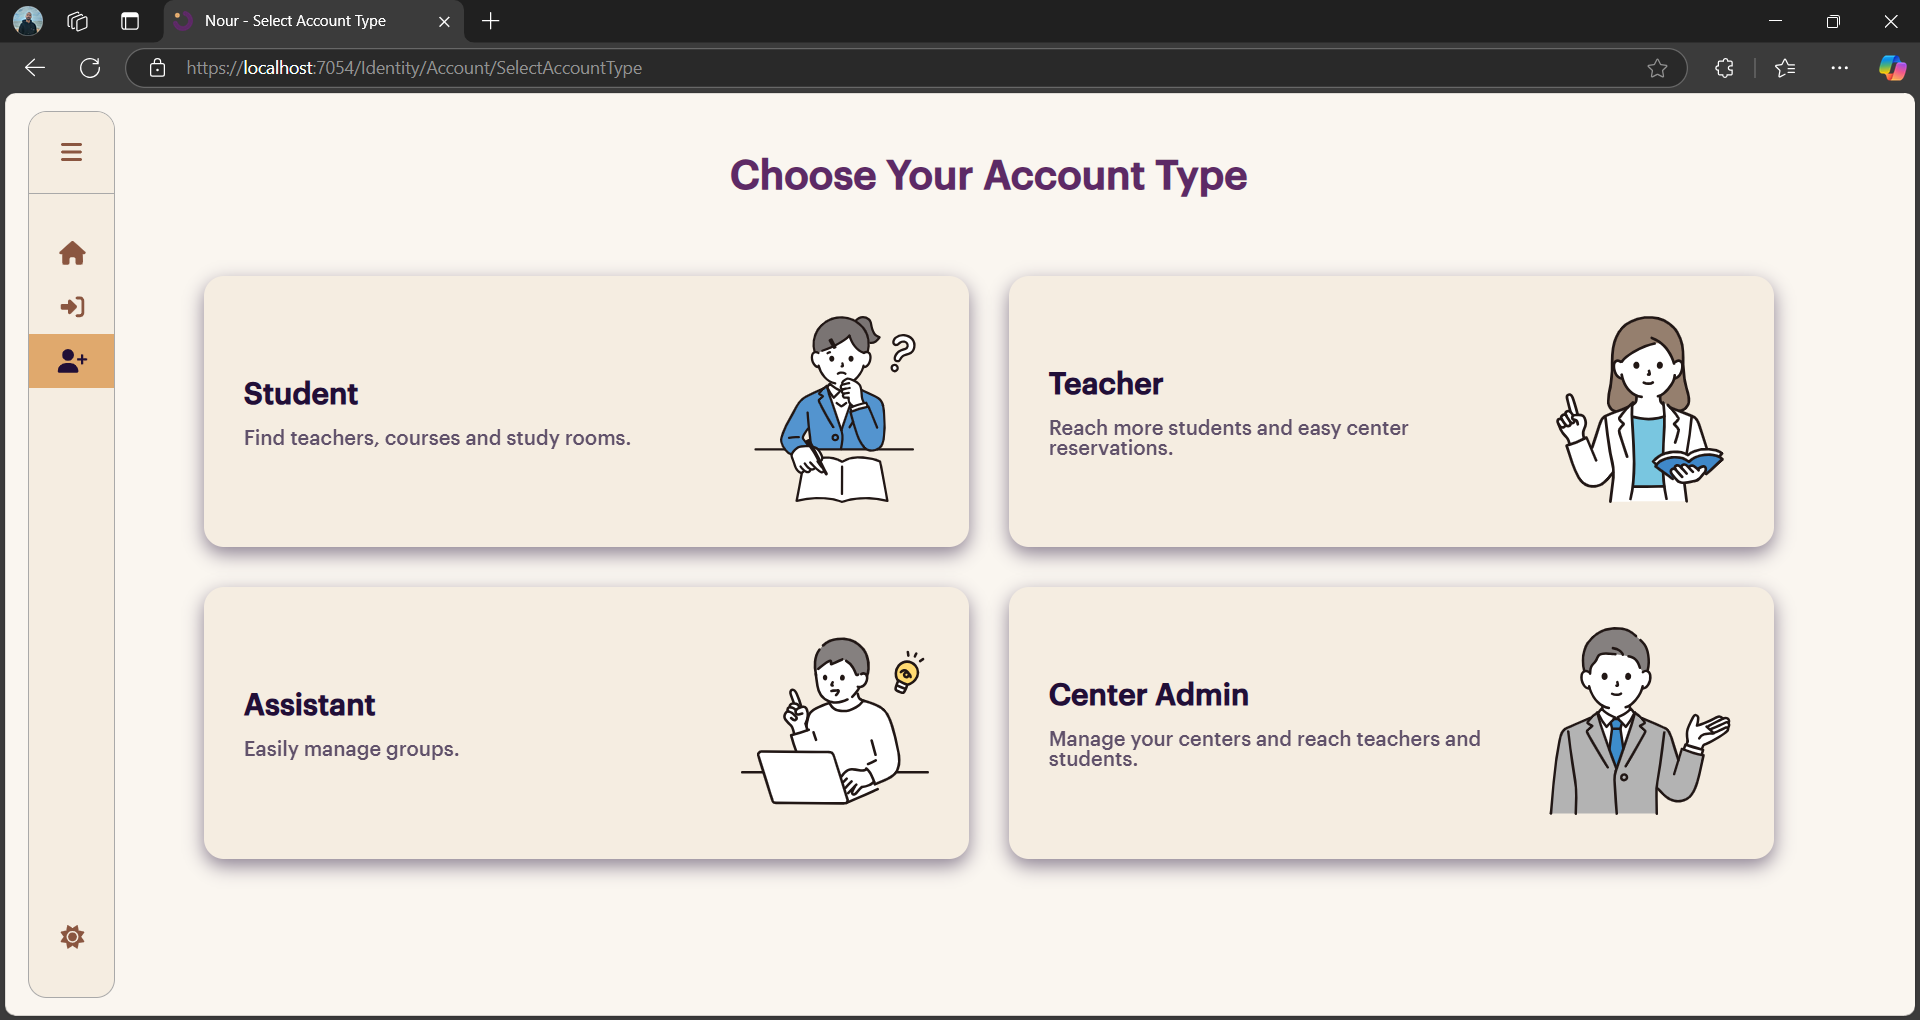 Nour - Select Account Type
https://localhost:7054/Identity/Account/SelectAccountType
Choose Your Account Type
Student
Find teachers, courses and study rooms.
Teacher
Reach more students and easy center
reservations.
Assistant
Easily manage groups.
Center Admin
Manage your centers and reach teachers and
students.